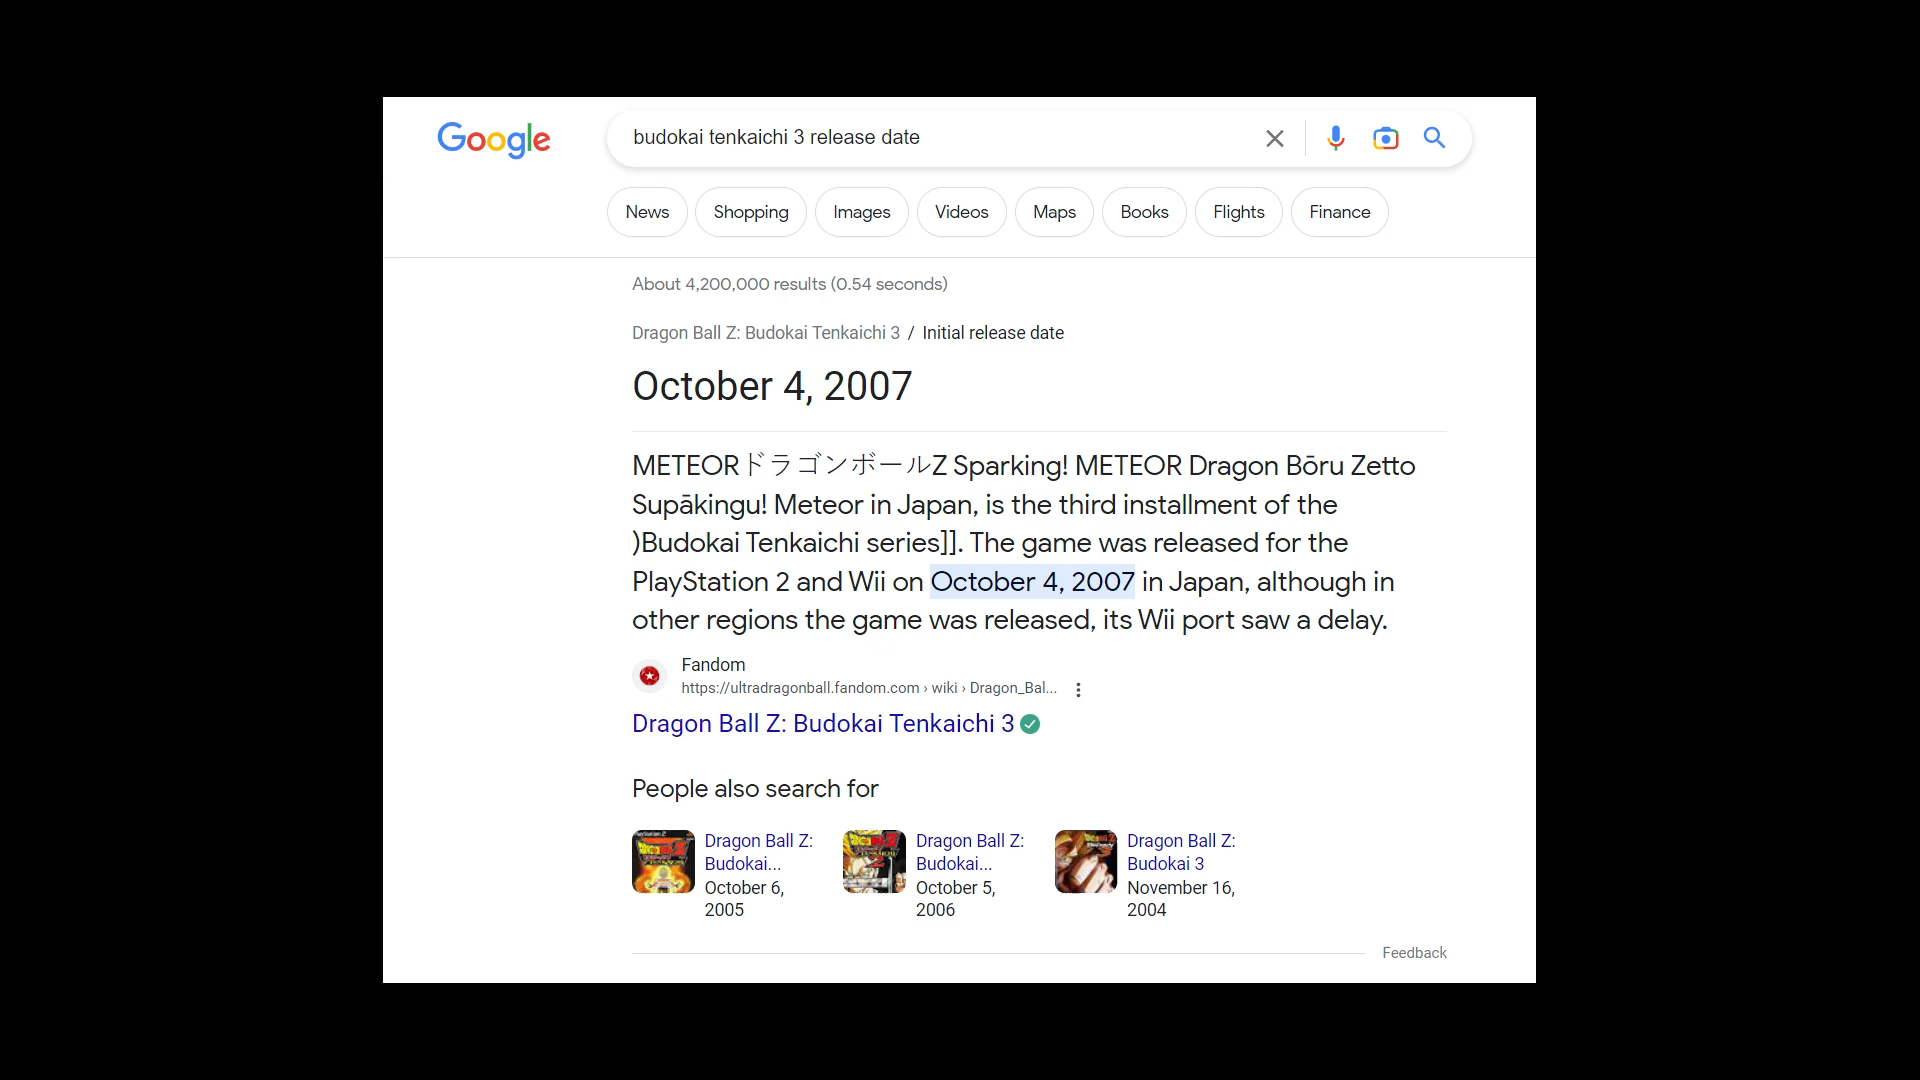 Google
budokai tenkaichi 3 release date
News
Shopping
Images
Videos
Maps
Books
Flights
Finance
About 4,200,000 results (0.54 seconds)
Dragon Ball Z: Budokai Tenkaichi 3 / Initial release date
October 4, 2007
METEORドラゴンボールZ Sparking! METEOR Dragon Bōru Zetto
Supākingu! Meteor in Japan, is the third installment of the
)Budokai Tenkaichi series]]. The game was released for the
PlayStation 2 and Wii on October 4, 2007 in Japan, although in
other regions the game was released, its Wii port saw a delay.
Fandom
https://ultradragonball.fandom.com › wiki › Dragon_Bal...
Dragon Ball Z: Budokai Tenkaichi 3
People also search for
Dragon Ball Z:
Budokai...
October 6,
2005
Dragon Ball Z:
Budokai...
October 5,
2006
Dragon Ball Z:
Budokai 3
November 16,
2004
Feedback